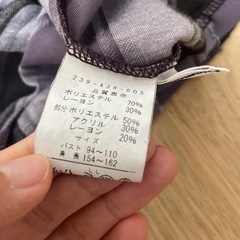 239-438-605
品質表示
ポリエステル 70%
レーヨン 30%
部分 ポリエステル 50%
アクリル 30%
レーヨン 20%
サイズ
バスト 94~110
身長 154~162